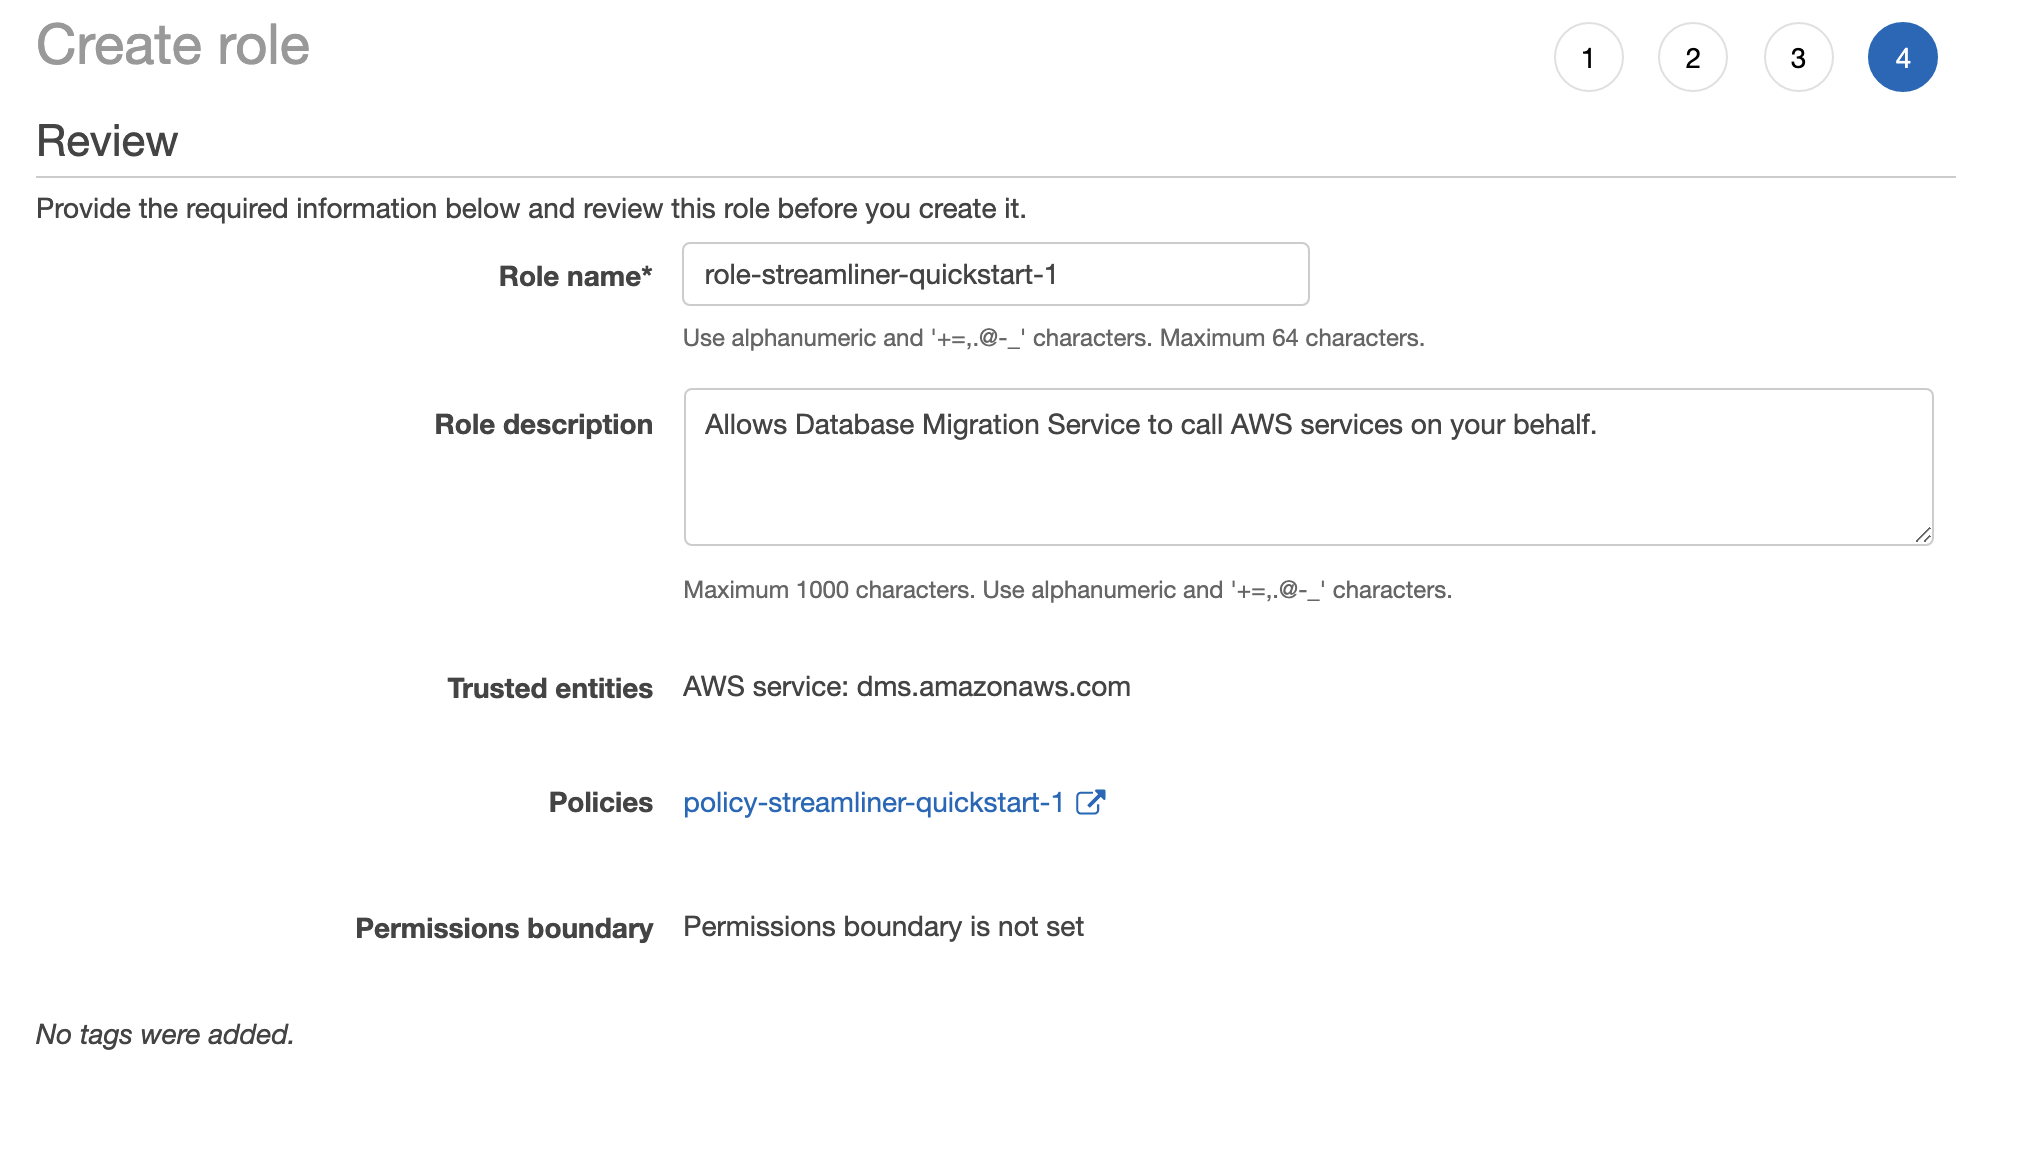 Create role
1 2 3 4
Review
Provide the required information below and review this role before you create it.
Role name* role-streamliner-quickstart-1
Use alphanumeric and '+=,.@-_' characters. Maximum 64 characters.
Role description Allows Database Migration Service to call AWS services on your behalf.
Maximum 1000 characters. Use alphanumeric and '+=,.@-_' characters.
Trusted entities AWS service: dms.amazonaws.com
Policies policy-streamliner-quickstart-1
Permissions boundary Permissions boundary is not set
No tags were added.